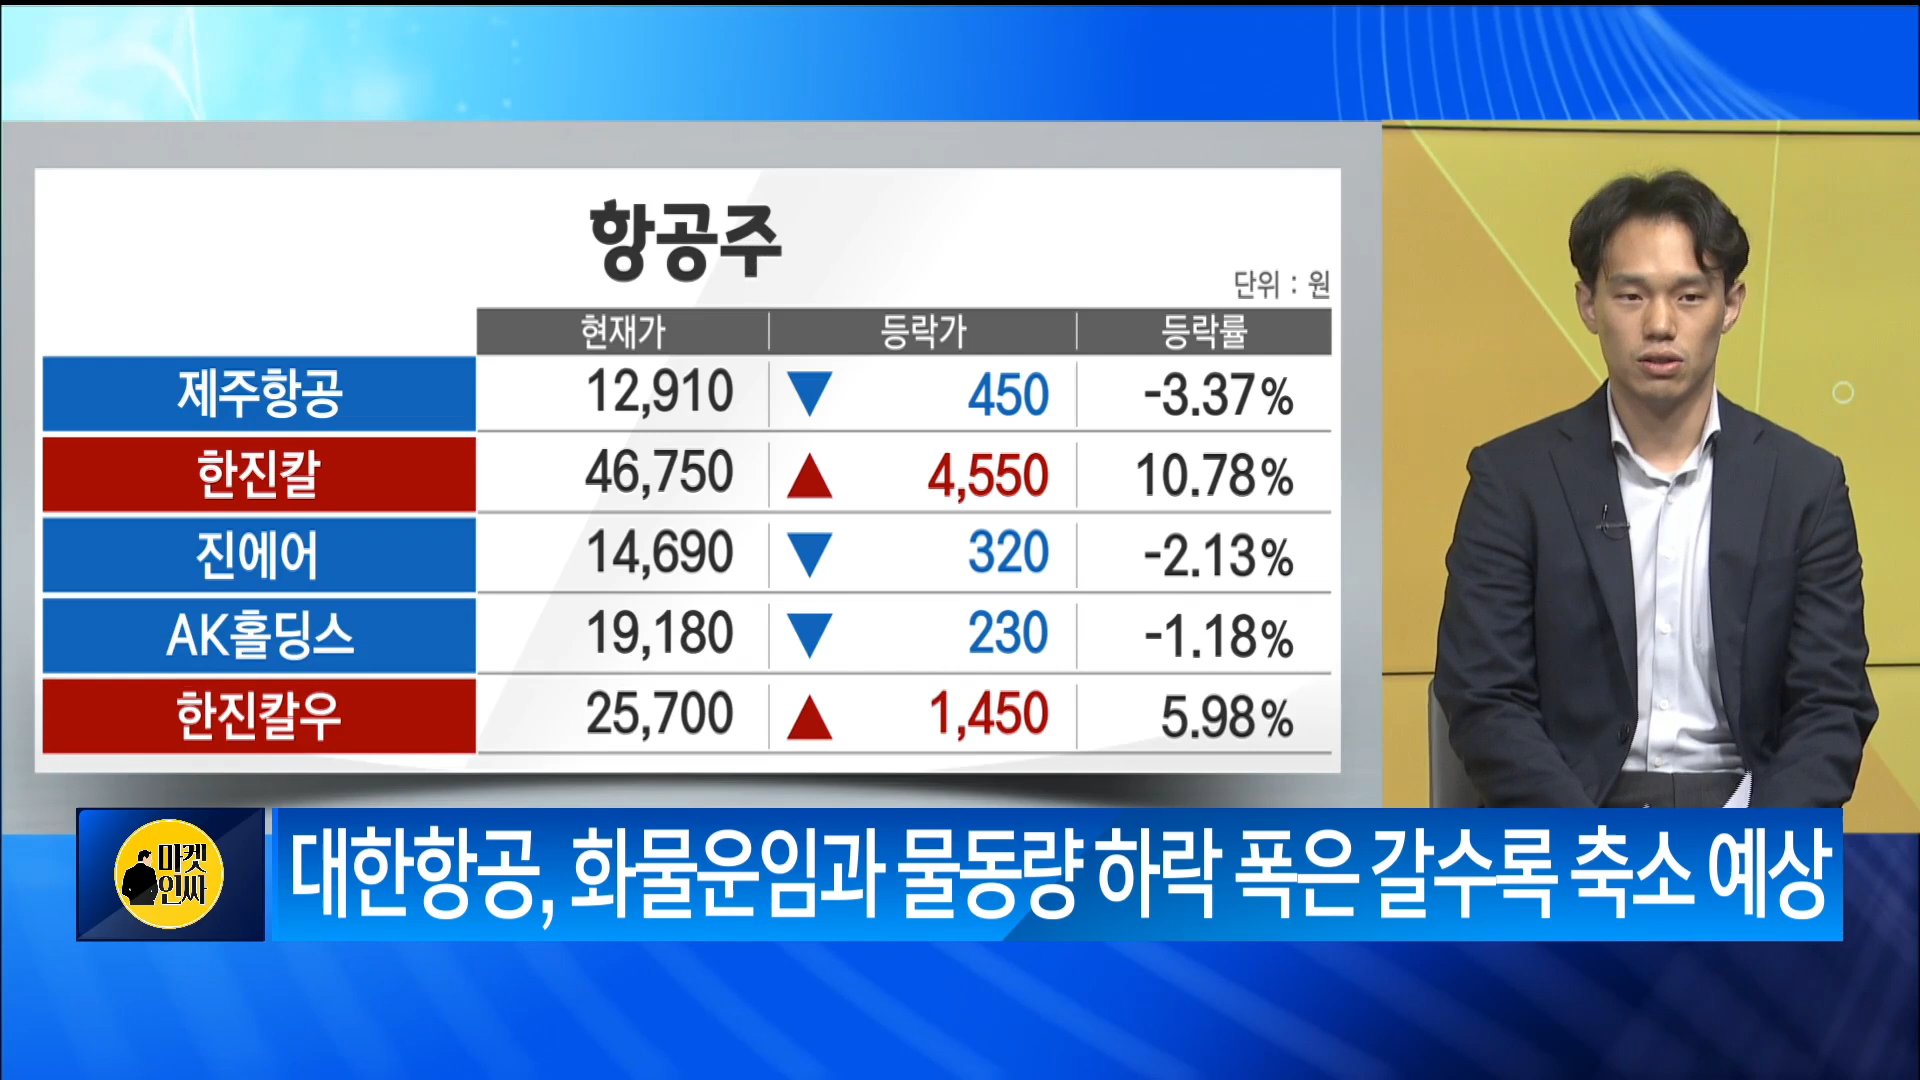 항공주
단위 : 원
현재가 등락가 등락률
제주항공 12,910 ▼ 450 -3.37%
한진칼 46,750 ▲ 4,550 10.78%
진에어 14,690 ▼ 320 -2.13%
AK홀딩스 19,180 ▼ 230 -1.18%
한진칼우 25,700 ▲ 1,450 5.98%
마켓
인싸
대한항공, 화물운임과 물동량 하락 폭은 갈수록 축소 예상